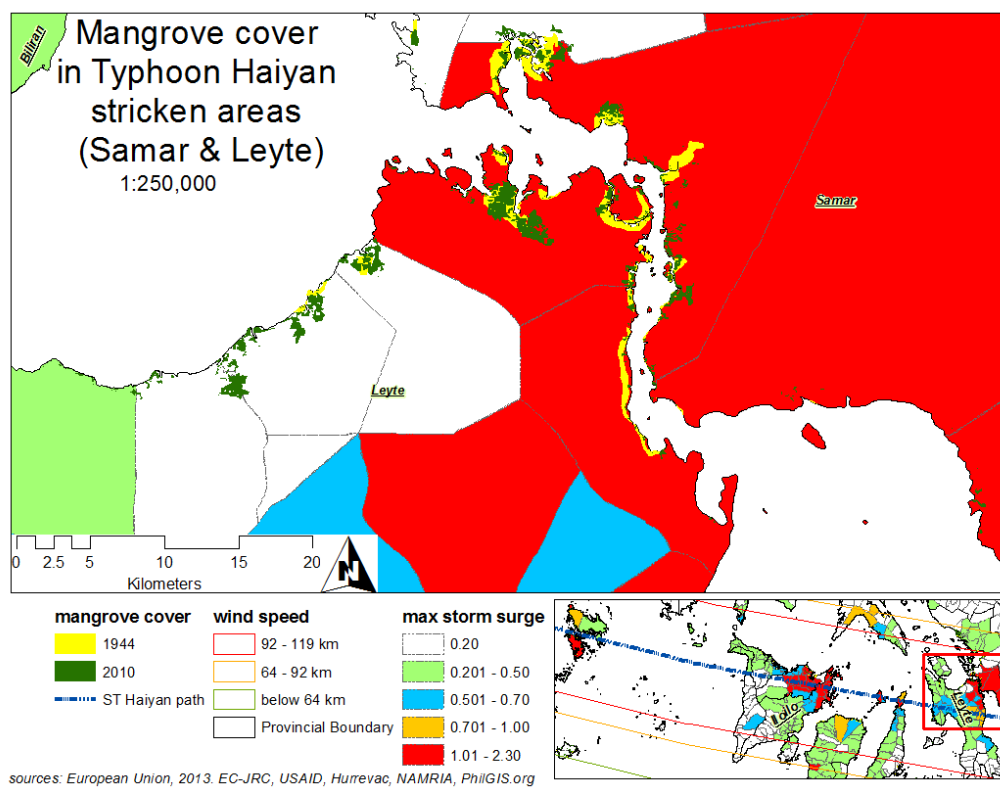 Biliran
Mangrove cover
in Typhoon Haiyan
stricken areas
(Samar & Leyte)
1:250,000
Samar
Leyte
0 2.5 5 10 15 20
Kilometers
N
mangrove cover
1944
2010
ST Haiyan path
wind speed
92 - 119 km
64 - 92 km
below 64 km
Provincial Boundary
max storm surge
0.20
0.201 - 0.50
0.501 - 0.70
0.701 - 1.00
1.01 - 2.30
Iloilo
Leyte
sources: European Union, 2013. EC-JRC, USAID, Hurrevac, NAMRIA, PhilGIS.org